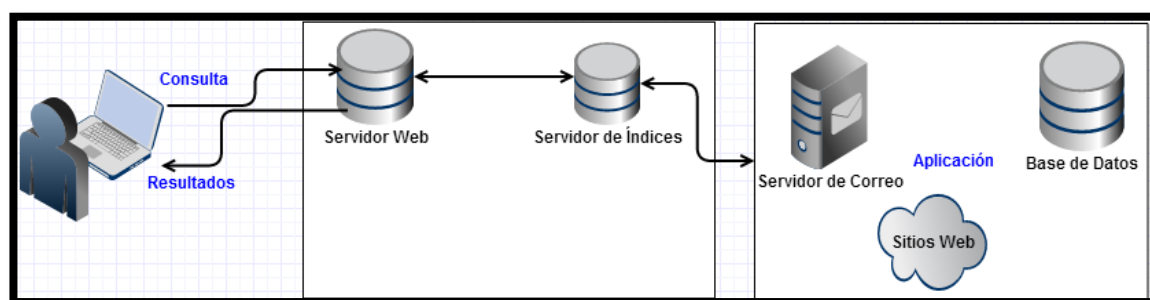 Consulta
Resultados
Servidor Web
Servidor de Índices
Servidor de Correo
Aplicación
Base de Datos
Sitios Web